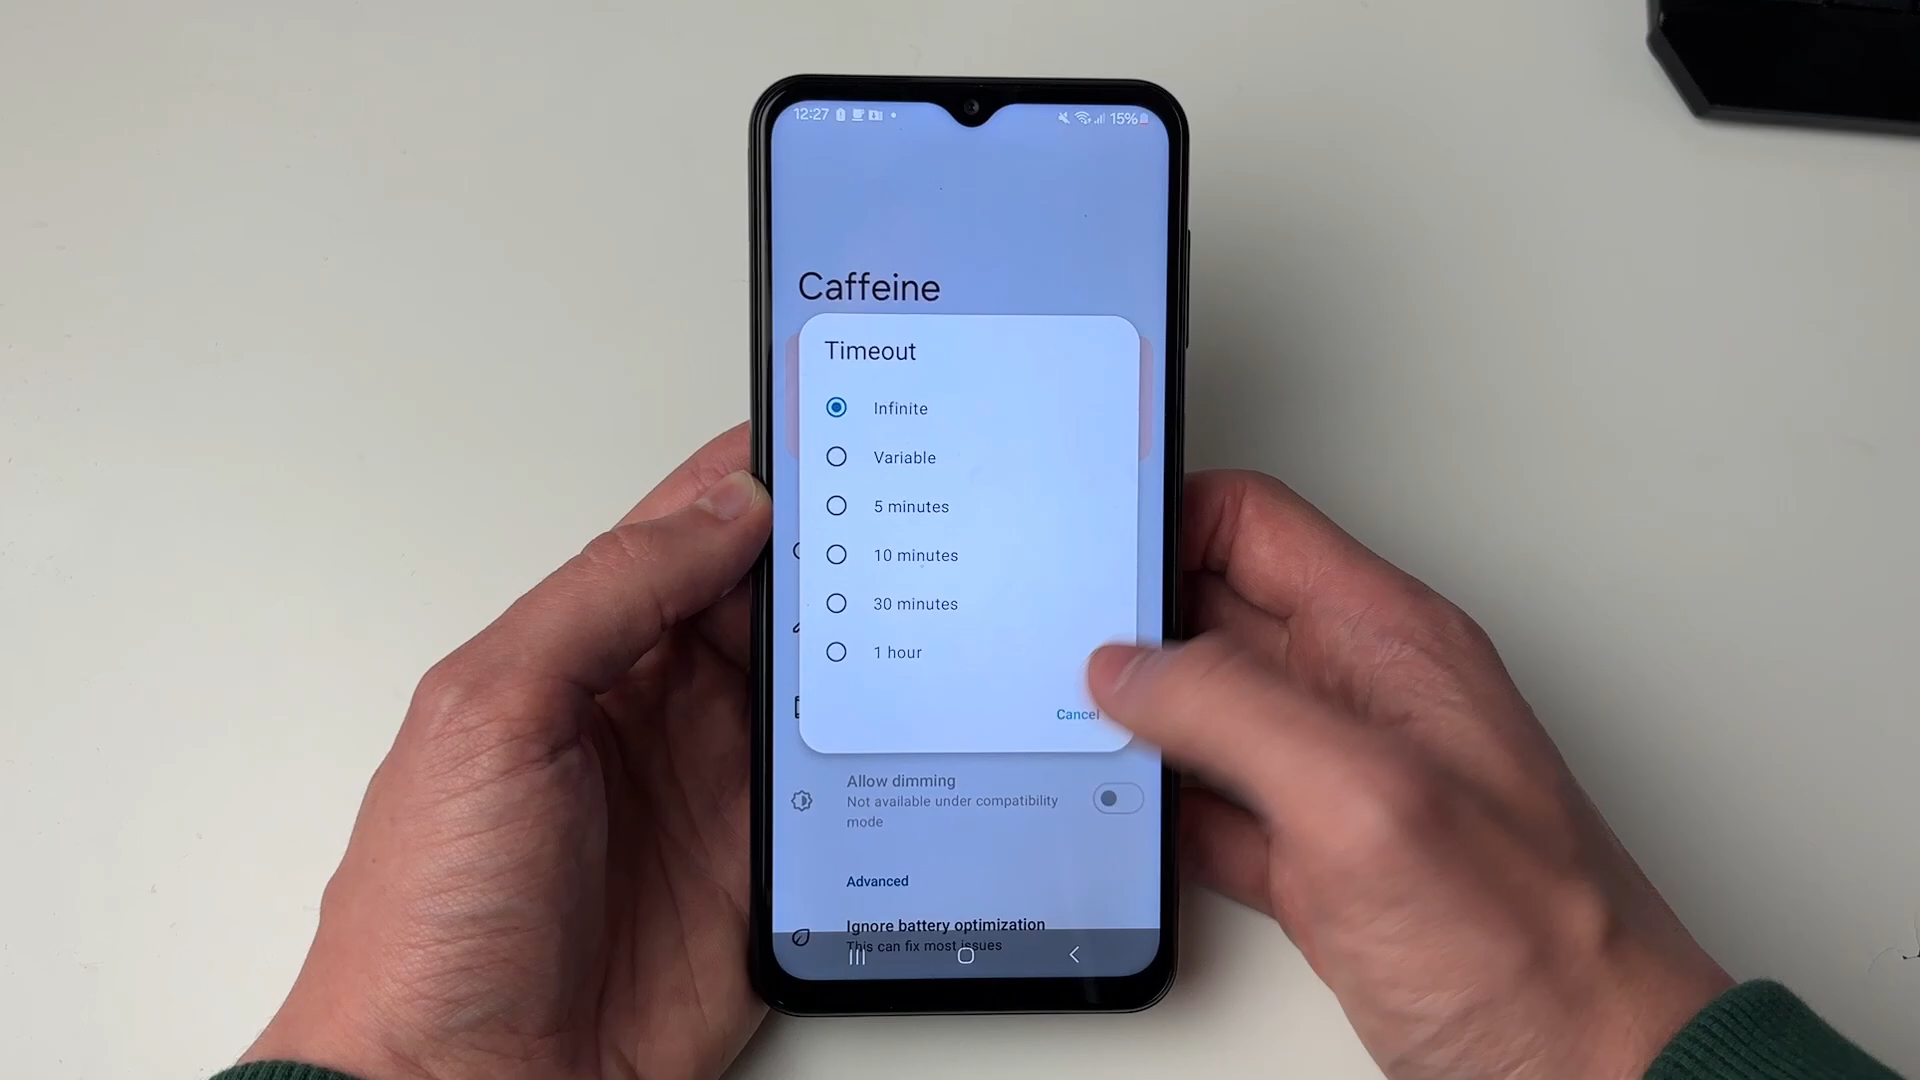 12:27
15%
Caffeine
Timeout
Infinite
Variable
5 minutes
10 minutes
30 minutes
1 hour
Cancel
Allow dimming
Not available under compatibility
mode
Advanced
Ignore battery optimization
This can fix most issues